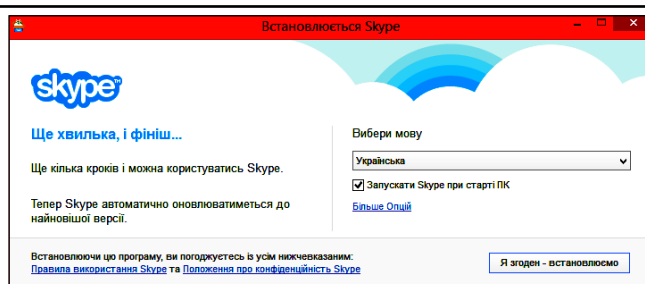 Встановлюється Skype
skype
Ще хвилька, і фініш...
Ще кілька кроків і можна користуватись Skype.
Тепер Skype автоматично оновлюватиметься до
найновішої версії.
Вибери мову
Українська
Запускати Skype при старті ПК
Більше Опцій
Встановлюючи цю програму, ви погоджуєтесь із усім нижчевказаним:
Правила використання Skype та Положення про конфіденційність Skype
Я згоден - встановлюємо